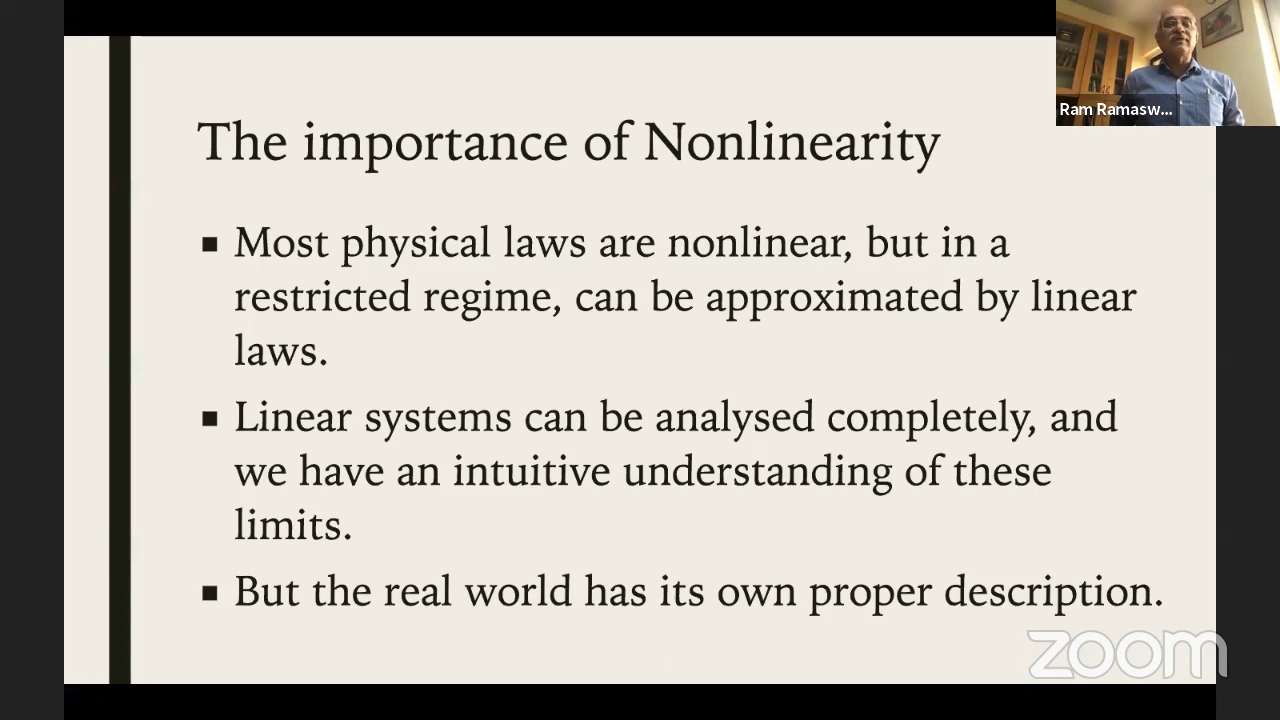 Ram Ramasw...
The importance of Nonlinearity
▪ Most physical laws are nonlinear, but in a
restricted regime, can be approximated by linear
laws.
▪ Linear systems can be analysed completely, and
we have an intuitive understanding of these
limits.
▪ But the real world has its own proper description.
zoom